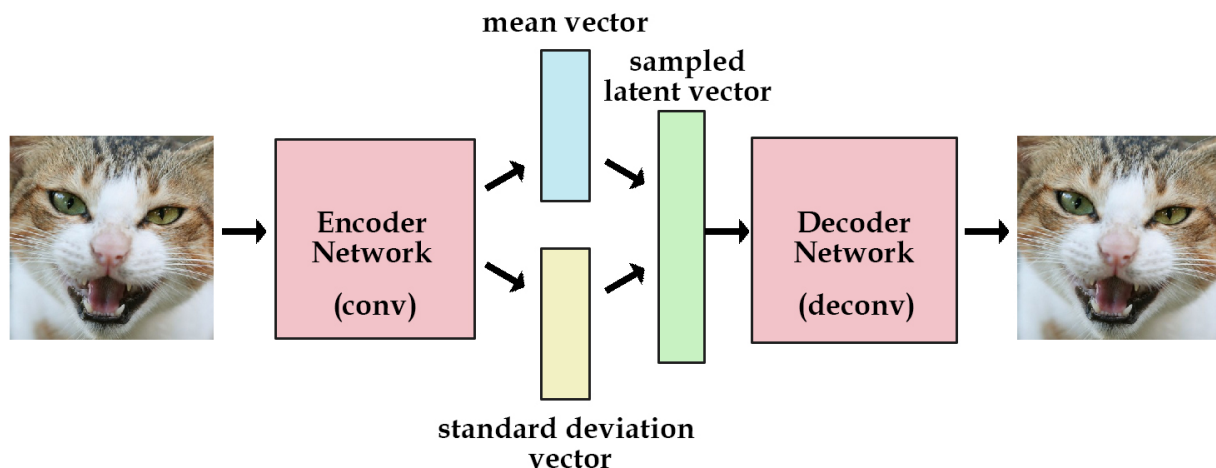 mean vector
sampled
latent vector
Encoder
Network
(conv)
Decoder
Network
(deconv)
standard deviation
vector